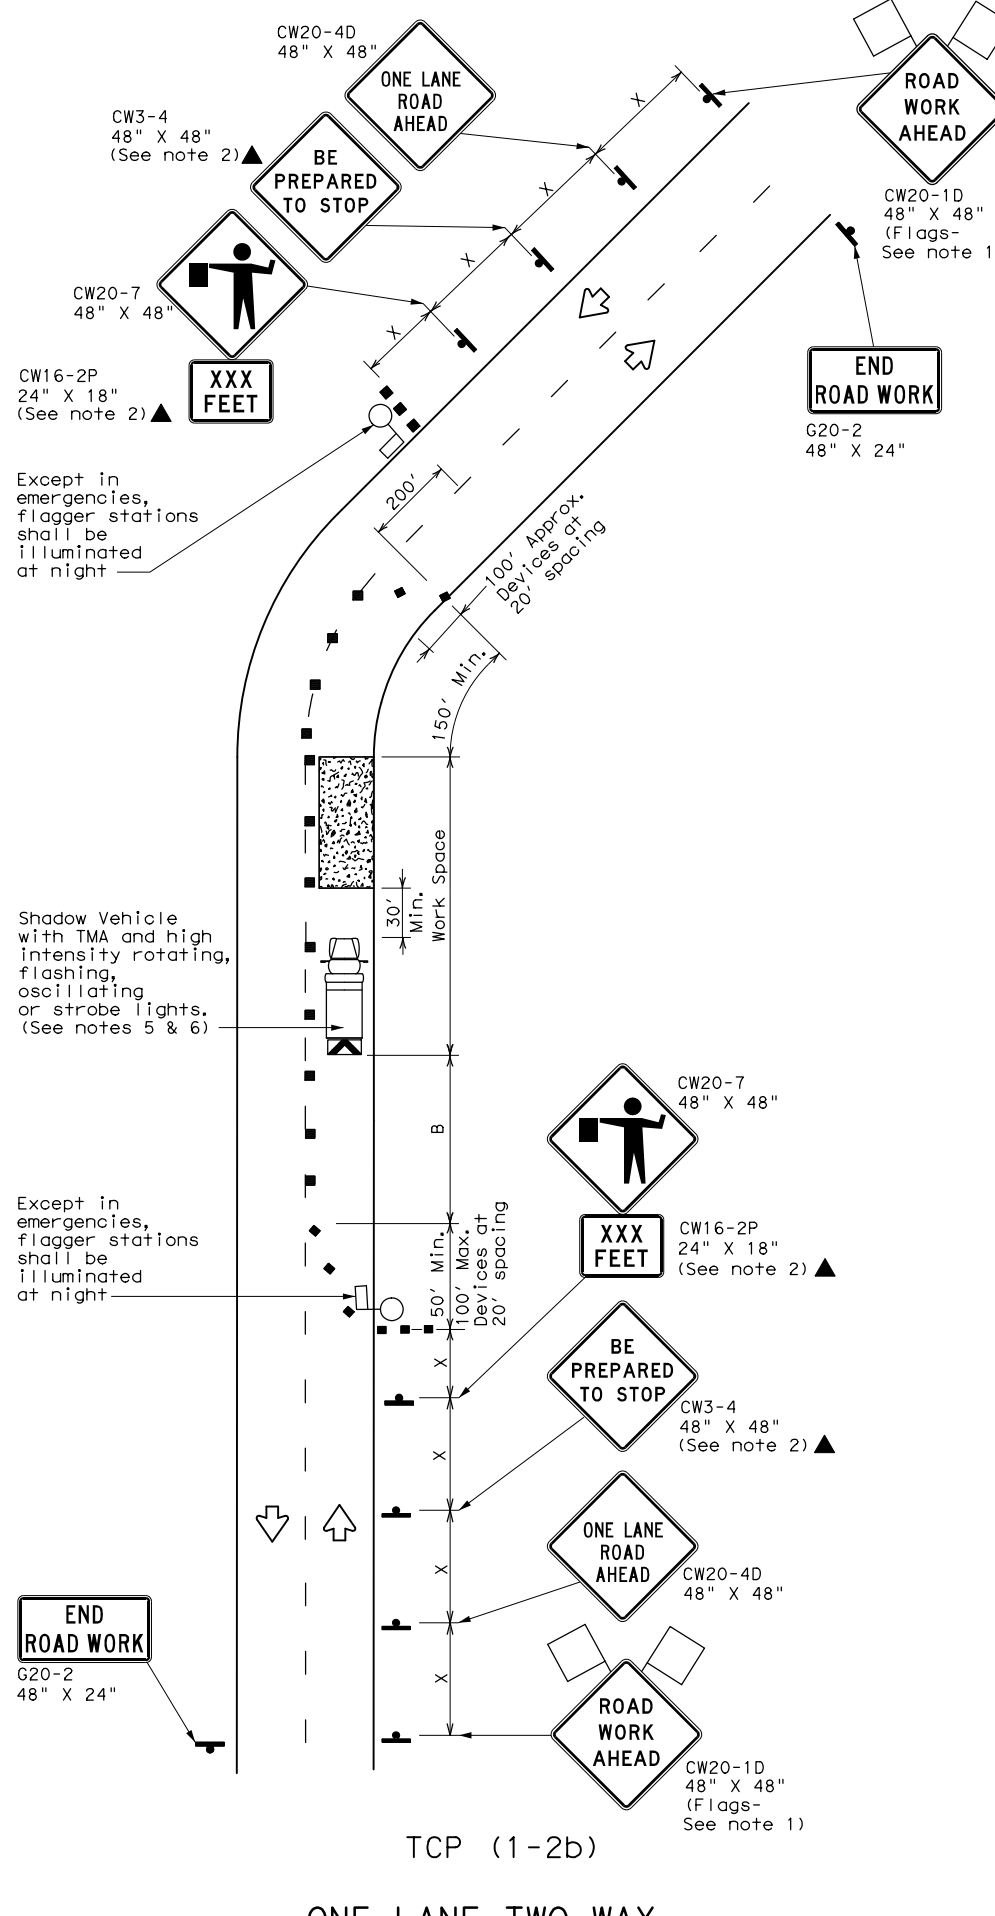 CW20-4D
48" X 48"
ONE LANE
ROAD
AHEAD
ROAD
WORK
AHEAD
CW20-1D
48" X 48"
(Flags-
See note 1
CW3-4
48" X 48"
(See note 2)
BE
PREPARED
TO STOP
X
X
X
X
CW20-7
48" X 48"
CW16-2P
24" X 18"
(See note 2)
XXX
FEET
END
ROAD WORK
G20-2
48" X 24"
Except in
emergencies,
flagger stations
shall be
illuminated
at night
200'
100' Approx.
Devices at
20' spacing
150' Min.
Work Space
30'
Min.
Shadow Vehicle
with TMA and high
intensity rotating,
flashing,
oscillating
or strobe lights.
(See notes 5 & 6)
B
CW20-7
48" X 48"
XXX
FEET
CW16-2P
24" X 18"
(See note 2)
Except in
emergencies,
flagger stations
shall be
illuminated
at night
50' Min.
100' Max.
Devices at
20' spacing
X
X
X
X
BE
PREPARED
TO STOP
CW3-4
48" X 48"
(See note 2)
ONE LANE
ROAD
AHEAD
CW20-4D
48" X 48"
END
ROAD WORK
G20-2
48" X 24"
ROAD
WORK
AHEAD
CW20-1D
48" X 48"
(Flags-
See note 1)
TCP (1-2b)
ONE LANE TWO WAY